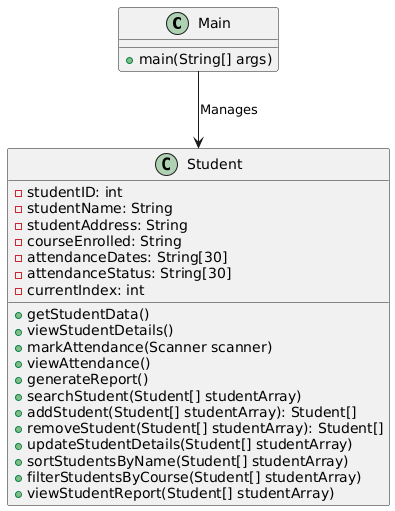 C Main
main(String[] args)
Manages
C Student
studentID: int
studentName: String
studentAddress: String
courseEnrolled: String
attendanceDates: String[30]
attendanceStatus: String[30]
currentIndex: int
getStudentData()
viewStudentDetails()
markAttendance(Scanner scanner)
viewAttendance()
generateReport()
searchStudent(Student[] studentArray)
addStudent(Student[] studentArray): Student[]
removeStudent(Student[] studentArray): Student[]
updateStudentDetails(Student[] studentArray)
sortStudentsByName(Student[] studentArray)
filterStudentsByCourse(Student[] studentArray)
viewStudentReport(Student[] studentArray)